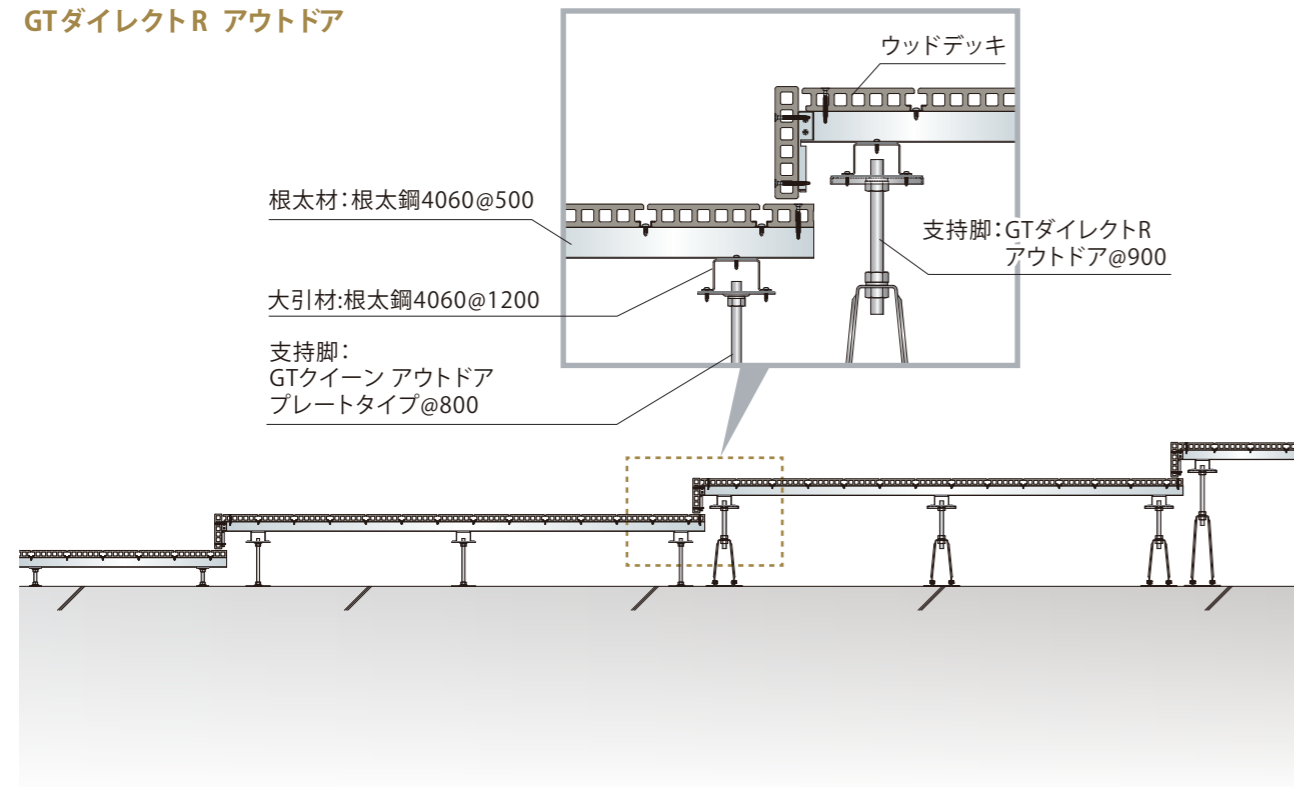 GTダイレクトR アウトドア
ウッドデッキ
根太材：根太鋼4060@500
支持脚：GTダイレクトR
アウトドア@900
大引材:根太鋼4060@1200
支持脚：
GTクイーン アウトドア
プレートタイプ@800